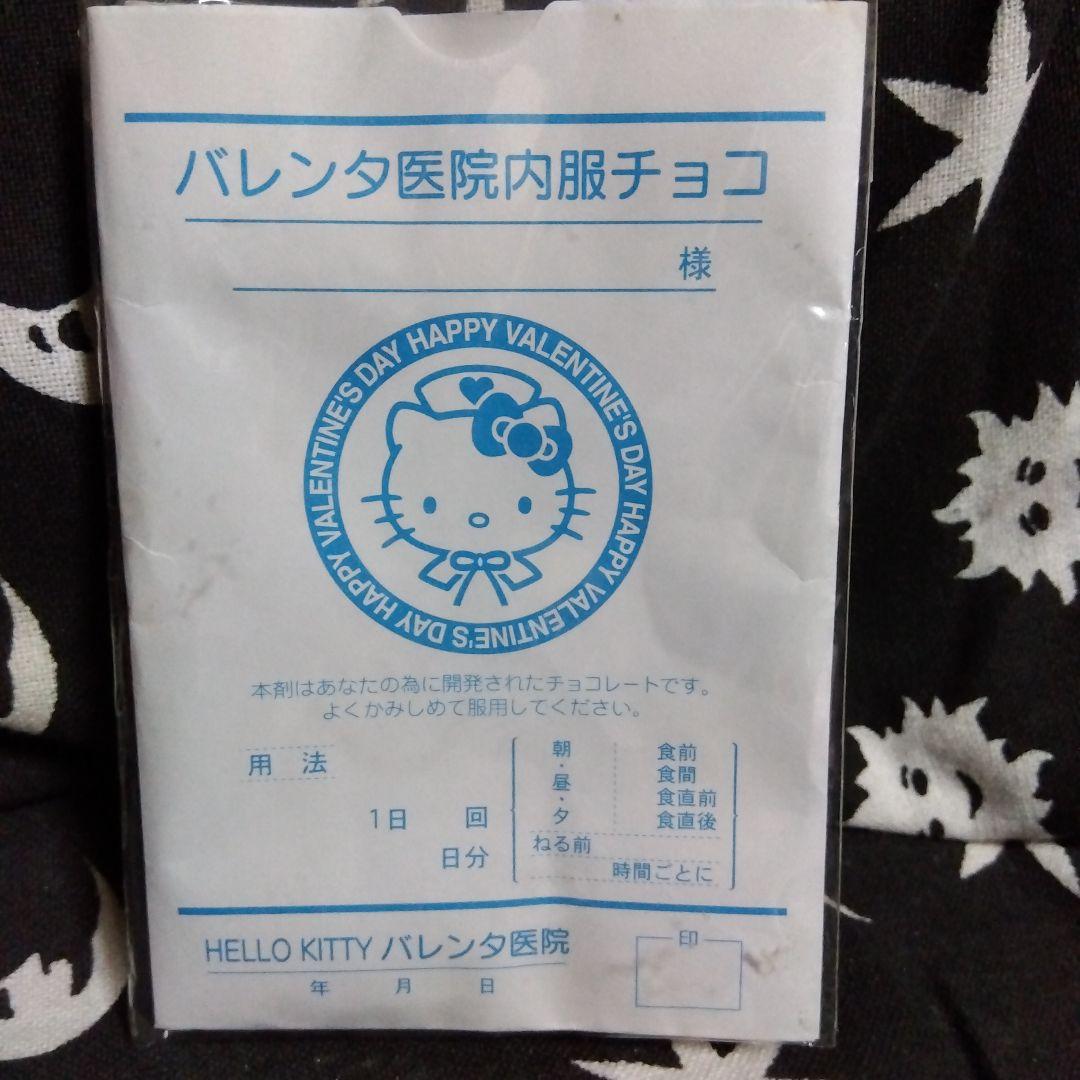 バレンタ医院内服チョコ
様
HAPPY VALENTINE'S DAY HAPPY VALENTINE'S DAY HAPPY VALENTINE'S DAY
本剤はあなたの為に開発されたチョコレートです。
よくかみしめて服用してください。
用 法
1日 回
日分
朝・昼・夕
食前
食間
食直前
食直後
ねる前
時間ごとに
HELLO KITTY バレンタ医院
年 月 日
印